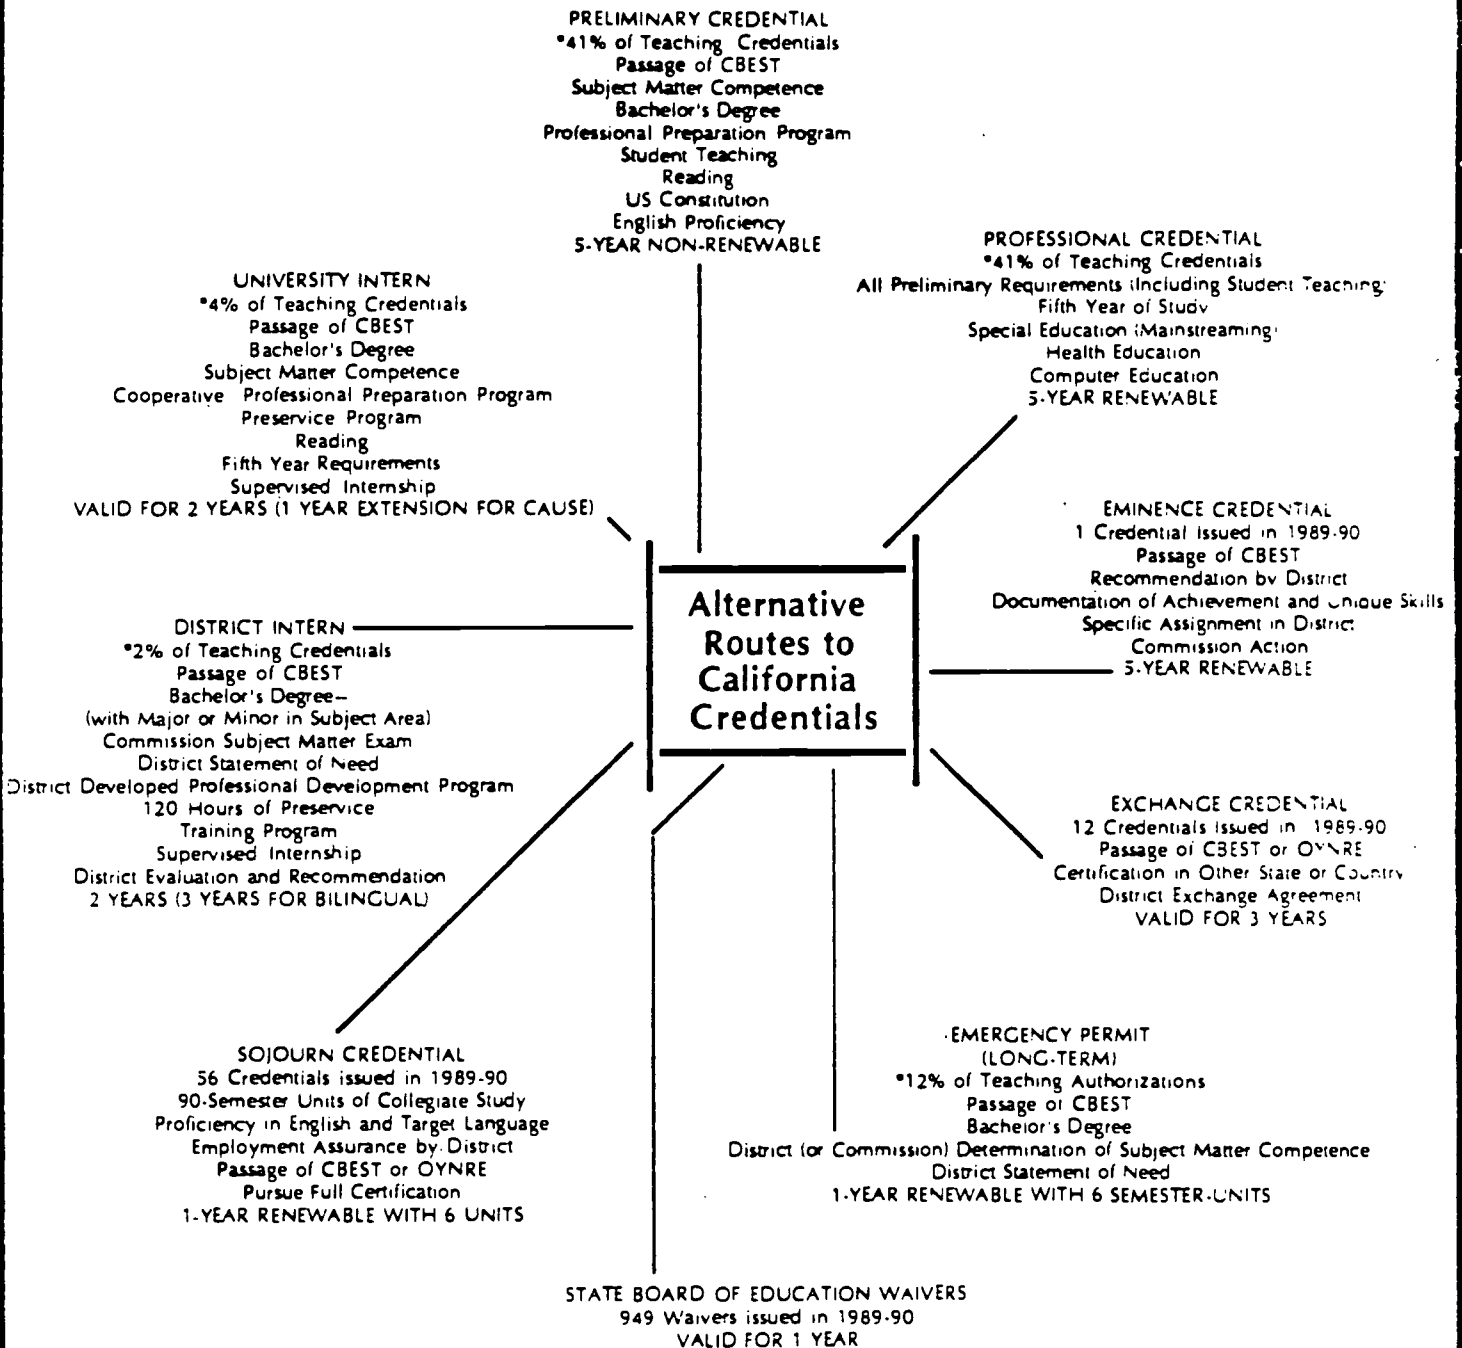 PRELIMINARY CREDENTIAL
*41% of Teaching Credentials
Passage of CBEST
Subject Matter Competence
Bachelor's Degree
Professional Preparation Program
Student Teaching
Reading
US Constitution
English Proficiency
5-YEAR NON-RENEWABLE
PROFESSIONAL CREDENTIAL
*41% of Teaching Credentials
All Preliminary Requirements (Including Student Teaching)
Fifth Year of Study
Special Education (Mainstreaming)
Health Education
Computer Education
5-YEAR RENEWABLE
UNIVERSITY INTERN
*4% of Teaching Credentials
Passage of CBEST
Bachelor's Degree
Subject Matter Competence
Cooperative Professional Preparation Program
Preservice Program
Reading
Fifth Year Requirements
Supervised Internship
VALID FOR 2 YEARS (1 YEAR EXTENSION FOR CAUSE)
EMINENCE CREDENTIAL
1 Credential issued in 1989-90
Passage of CBEST
Recommendation by District
Documentation of Achievement and Unique Skills
Specific Assignment in District
Commission Action
5-YEAR RENEWABLE
Alternative
Routes to
California
Credentials
DISTRICT INTERN
*2% of Teaching Credentials
Passage of CBEST
Bachelor's Degree—
(with Major or Minor in Subject Area)
Commission Subject Matter Exam
District Statement of Need
District Developed Professional Development Program
120 Hours of Preservice
Training Program
Supervised Internship
District Evaluation and Recommendation
2 YEARS (3 YEARS FOR BILINGUAL)
EXCHANGE CREDENTIAL
12 Credentials issued in 1989-90
Passage of CBEST or OYNRE
Certification in Other State or Country
District Exchange Agreement
VALID FOR 3 YEARS
SOJOURN CREDENTIAL
56 Credentials issued in 1989-90
90-Semester Units of Collegiate Study
Proficiency in English and Target Language
Employment Assurance by District
Passage of CBEST or OYNRE
Pursue Full Certification
1-YEAR RENEWABLE WITH 6 UNITS
EMERGENCY PERMIT
(LONG-TERM)
*12% of Teaching Authorizations
Passage of CBEST
Bachelor's Degree
District (or Commission) Determination of Subject Matter Competence
District Statement of Need
1-YEAR RENEWABLE WITH 6 SEMESTER-UNITS
STATE BOARD OF EDUCATION WAIVERS
949 Waivers issued in 1989-90
VALID FOR 1 YEAR